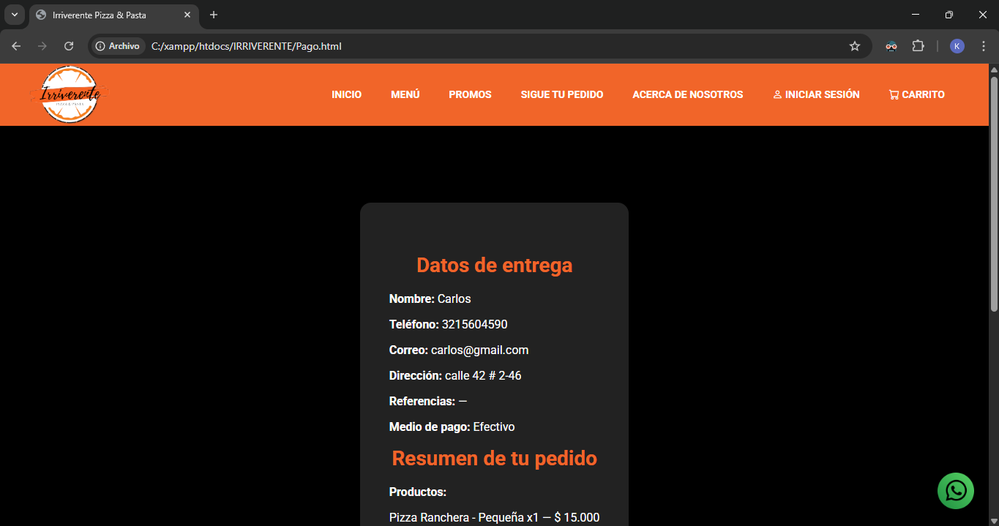 Irriverente Pizza & Pasta
Archivo C:/xampp/htdocs/IRRIVERENTE/Pago.html
K
Irriverente
PIZZA & PASTA
INICIO MENÚ PROMOS SIGUE TU PEDIDO ACERCA DE NOSOTROS INICIAR SESIÓN CARRITO
Datos de entrega
Nombre: Carlos
Teléfono: 3215604590
Correo: carlos@gmail.com
Dirección: calle 42 # 2-46
Referencias: —
Medio de pago: Efectivo
Resumen de tu pedido
Productos:
Pizza Ranchera - Pequeña x1 — $ 15.000